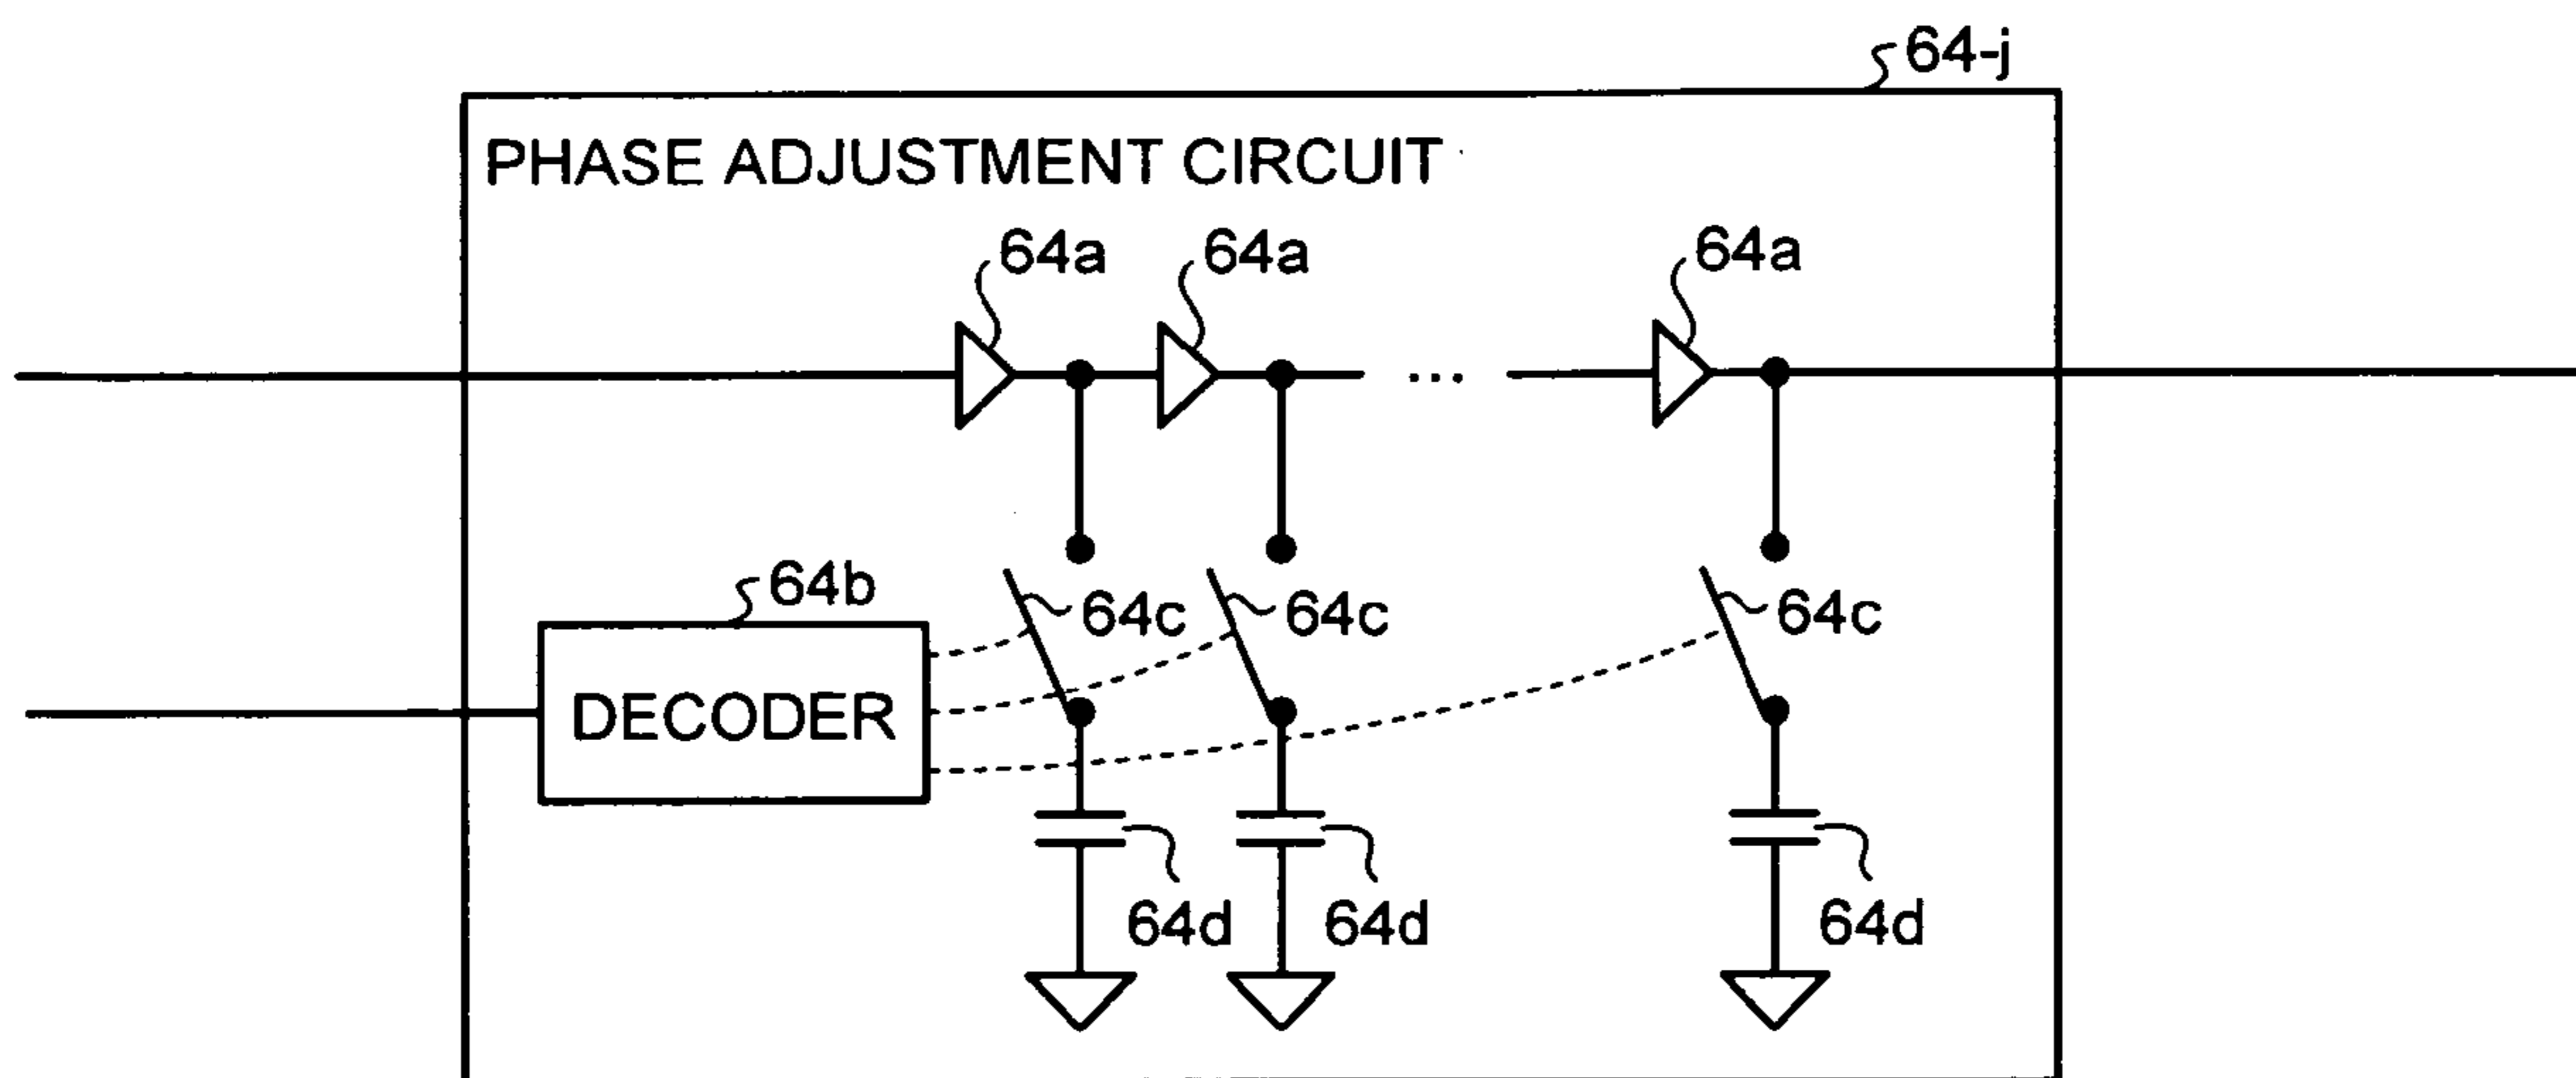 64-j
PHASE ADJUSTMENT CIRCUIT
64a 64a 64a
...
64b
64c 64c 64c
DECODER
64d 64d 64d